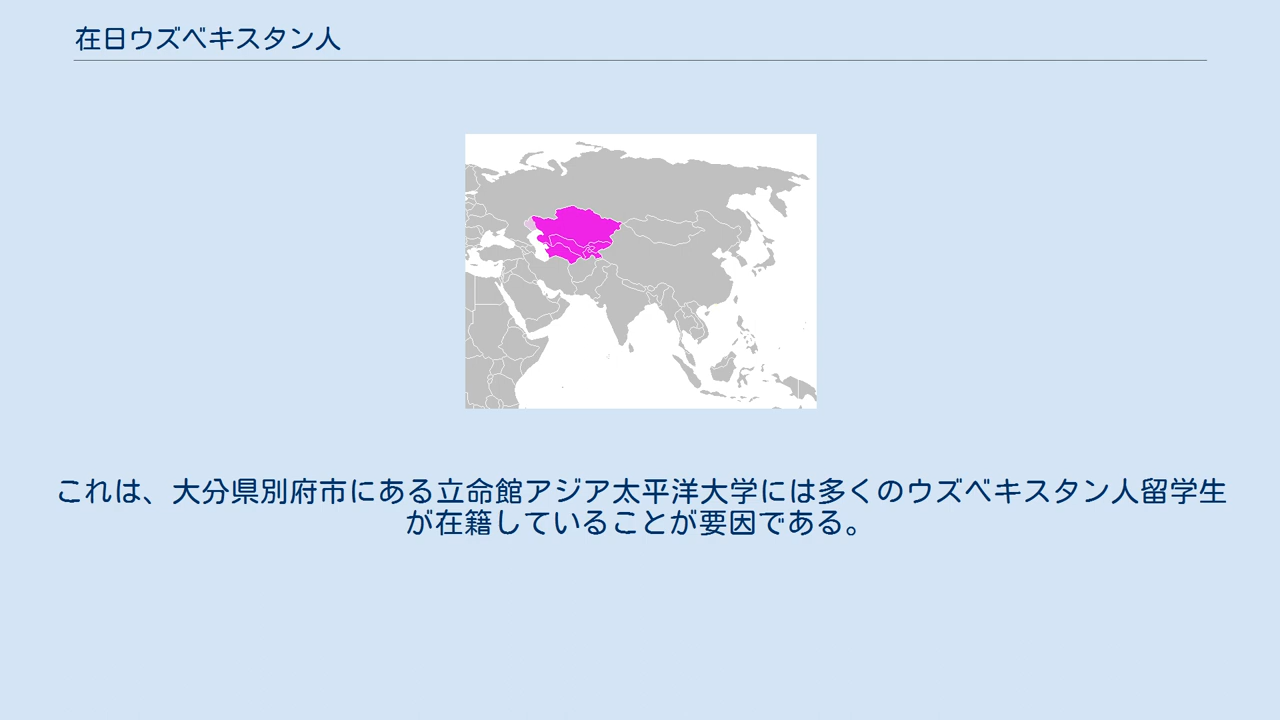 在日ウズベキスタン人
これは、大分県別府市にある立命館アジア太平洋大学には多くのウズベキスタン人留学生
が在籍していることが要因である。